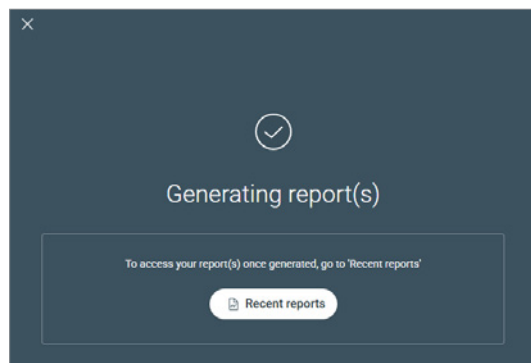 Generating report(s)
To access your report(s) once generated, go to 'Recent reports'
Recent reports